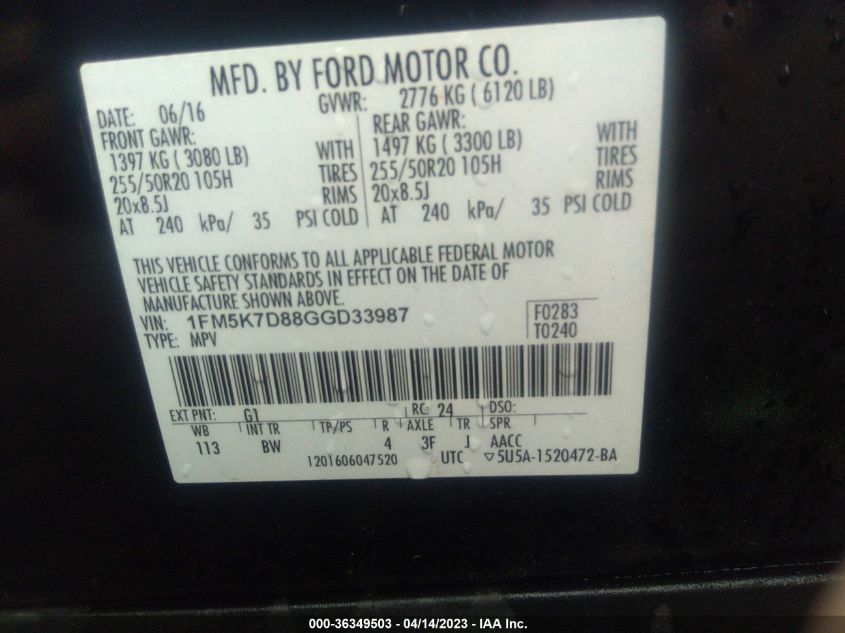 MFD. BY FORD MOTOR CO.
DATE: 06/16 GVWR: 2776 KG ( 6120 LB)
FRONT GAWR:
1397 KG ( 3080 LB) WITH
255/50R20 105H TIRES
20x8.5J RIMS
AT 240 kPa/ 35 PSI COLD
REAR GAWR:
1497 KG ( 3300 LB) WITH
255/50R20 105H TIRES
20x8.5J RIMS
AT 240 kPa/ 35 PSI COLD
THIS VEHICLE CONFORMS TO ALL APPLICABLE FEDERAL MOTOR
VEHICLE SAFETY STANDARDS IN EFFECT ON THE DATE OF
MANUFACTURE SHOWN ABOVE.
VIN: 1FM5K7D88GGD33987
TYPE: MPV
F0283
T0240
EXT PNT: G1 RC: 24 DSO:
WB INT TR TP/PS R AXLE TR SPR
113 BW 4 3F J AACC
1201606047520 UTC ▽5U5A-1520472-BA
000-36349503 - 04/14/2023 - IAA Inc.